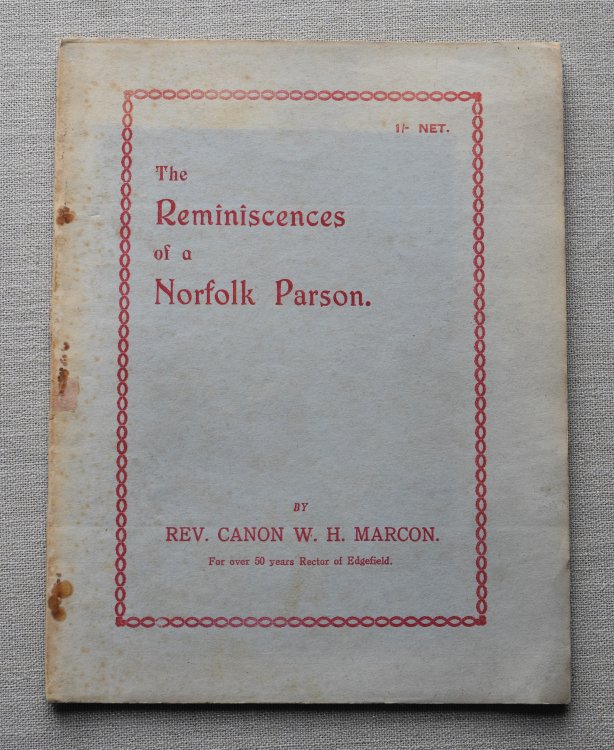 1/- NET.
The
Reminiscences
of a
Norfolk Parson.
BY
REV. CANON W. H. MARCON.
For over 50 years Rector of Edgefield.